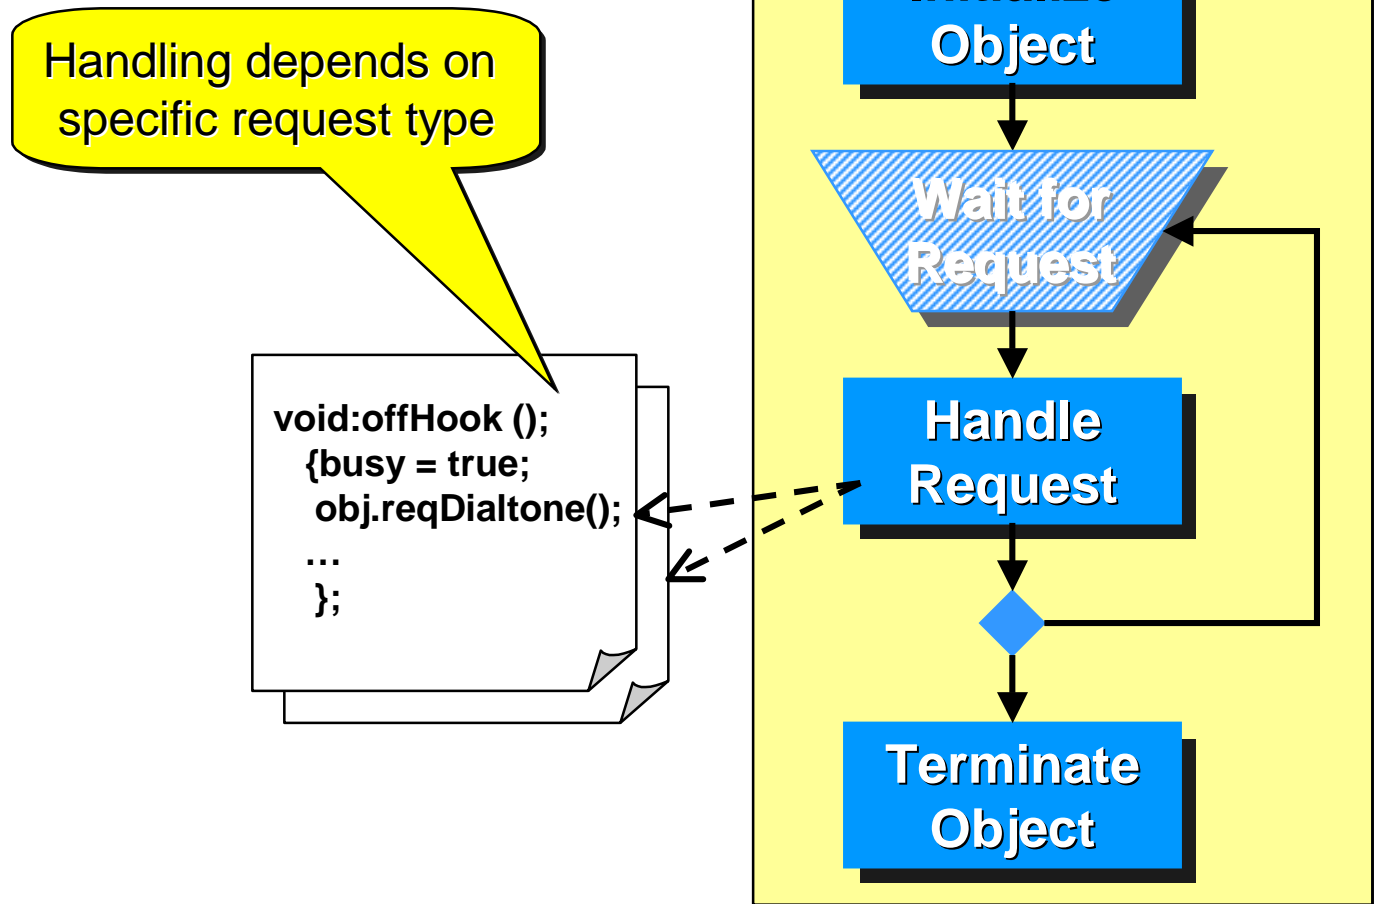 Handling depends on
specific request type
Object
Wait for
Request
void:offHook ();
{busy = true;
obj.reqDialtone();
…
};
Handle
Request
Terminate
Object